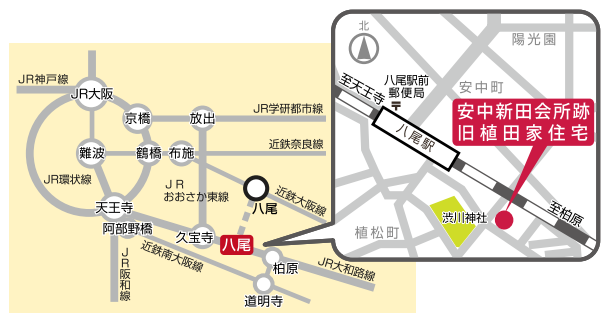 JR神戸線
JR大阪
京橋
放出
JR学研都市線
難波
鶴橋
布施
近鉄奈良線
JR環状線
JR
おおさか東線
近鉄大阪線
八尾
天王寺
阿部野橋
久宝寺
八尾
近鉄南大阪線
JR阪和線
柏原
JR大和路線
道明寺
北
陽光園
安中町
至天王寺
八尾駅前
郵便局
〒
八尾駅
安中新田会所跡
旧植田家住宅
至柏原
渋川神社
植松町